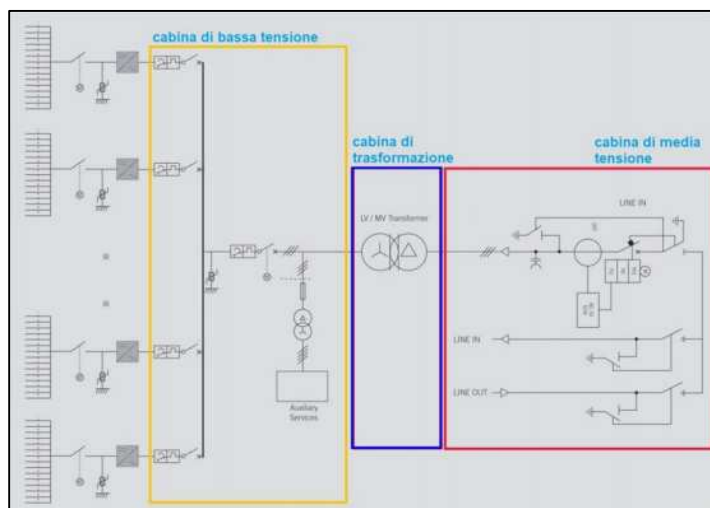 cabina di bassa tensione
cabina di
trasformazione
cabina di media
tensione
LV / MV Transformer
LINE IN
LINE IN
LINE OUT
Auxiliary
Services